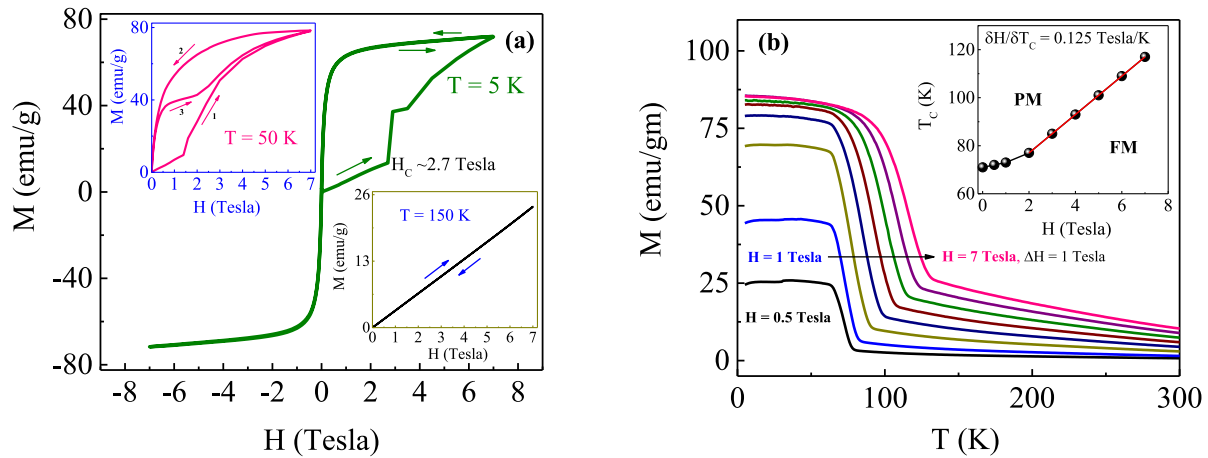 (a)
M (emu/g)
80
40
0
-40
-80
-8
-6
-4
-2
0
2
4
6
8
H (Tesla)
T = 5 K
H_C ~2.7 Tesla
M (emu/g)
80
40
0
0
1
2
3
4
5
6
7
H (Tesla)
T = 50 K
1
2
3
M (emu/g)
26
13
0
0
1
2
3
4
5
6
7
H (Tesla)
T = 150 K
(b)
M (emu/gm)
100
75
50
25
0
0
100
200
300
T (K)
H = 1 Tesla
H = 7 Tesla, ΔH = 1 Tesla
H = 0.5 Tesla
δH/δT_C = 0.125 Tesla/K
T_C (K)
120
100
80
60
0
2
4
6
8
H (Tesla)
PM
FM